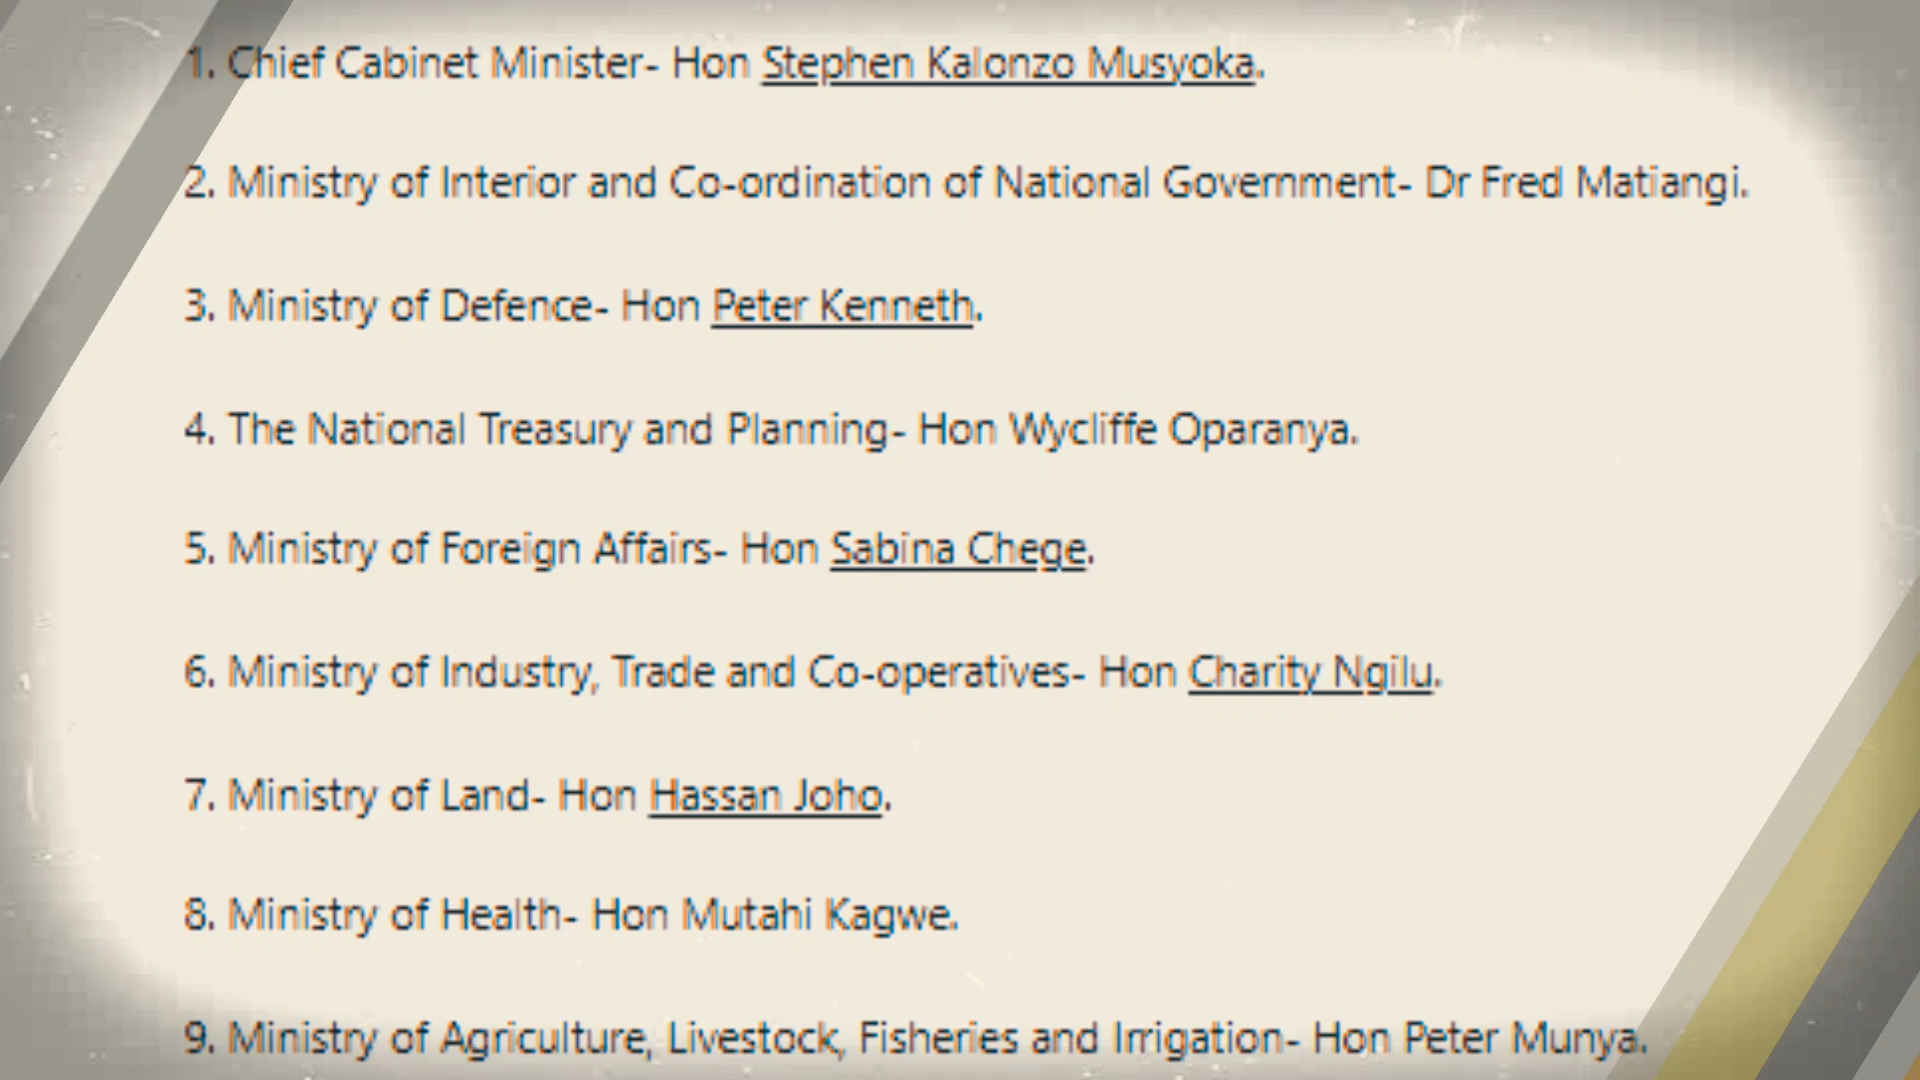 1. Chief Cabinet Minister- Hon Stephen Kalonzo Musyoka.
2. Ministry of Interior and Co-ordination of National Government- Dr Fred Matiangi.
3. Ministry of Defence- Hon Peter Kenneth.
4. The National Treasury and Planning- Hon Wycliffe Oparanya.
5. Ministry of Foreign Affairs- Hon Sabina Chege.
6. Ministry of Industry, Trade and Co-operatives- Hon Charity Ngilu.
7. Ministry of Land- Hon Hassan Joho.
8. Ministry of Health- Hon Mutahi Kagwe.
9. Ministry of Agriculture, Livestock, Fisheries and Irrigation- Hon Peter Munya.